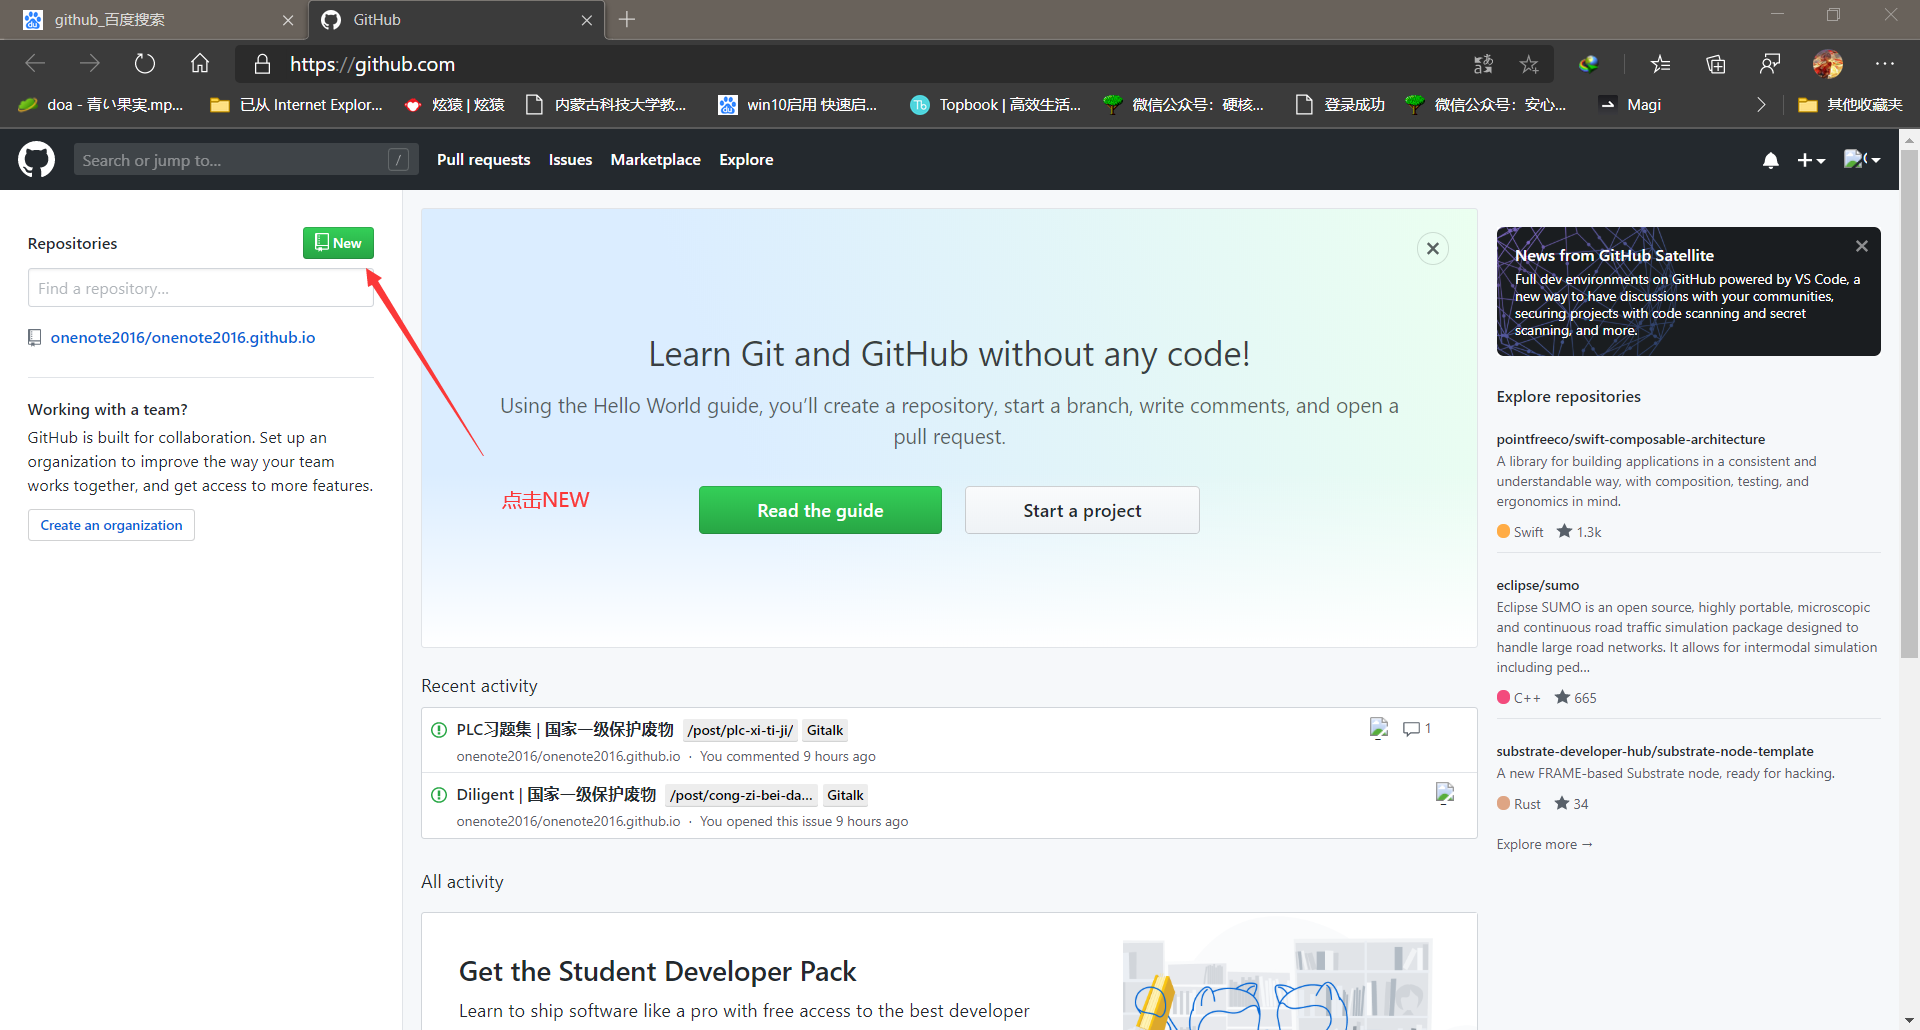 github_百度搜索
GitHub
https://github.com
doa - 青い果実.mp...
已从 Internet Explor...
炫猿 | 炫猿
内蒙古科技大学教...
win10启用 快速启...
Topbook | 高效生活...
微信公众号：硬核...
登录成功
微信公众号：安心...
Magi
其他收藏夹
Search or jump to...
/
Pull requests
Issues
Marketplace
Explore
Repositories
New
Find a repository...
onenote2016/onenote2016.github.io
Working with a team?
GitHub is built for collaboration. Set up an
organization to improve the way your team
works together, and get access to more features.
Create an organization
Learn Git and GitHub without any code!
Using the Hello World guide, you’ll create a repository, start a branch, write comments, and open a
pull request.
点击NEW
Read the guide
Start a project
Recent activity
PLC习题集 | 国家一级保护废物 /post/plc-xi-ti-ji/ Gitalk
1
onenote2016/onenote2016.github.io · You commented 9 hours ago
Diligent | 国家一级保护废物 /post/cong-zi-bei-da... Gitalk
onenote2016/onenote2016.github.io · You opened this issue 9 hours ago
All activity
Get the Student Developer Pack
Learn to ship software like a pro with free access to the best developer
News from GitHub Satellite
Full dev environments on GitHub powered by VS Code, a
new way to have discussions with your communities,
securing projects with code scanning and secret
scanning, and more.
Explore repositories
pointfreeco/swift-composable-architecture
A library for building applications in a consistent and
understandable way, with composition, testing, and
ergonomics in mind.
Swift 1.3k
eclipse/sumo
Eclipse SUMO is an open source, highly portable, microscopic
and continuous road traffic simulation package designed to
handle large road networks. It allows for intermodal simulation
including ped...
C++ 665
substrate-developer-hub/substrate-node-template
A new FRAME-based Substrate node, ready for hacking.
Rust 34
Explore more →